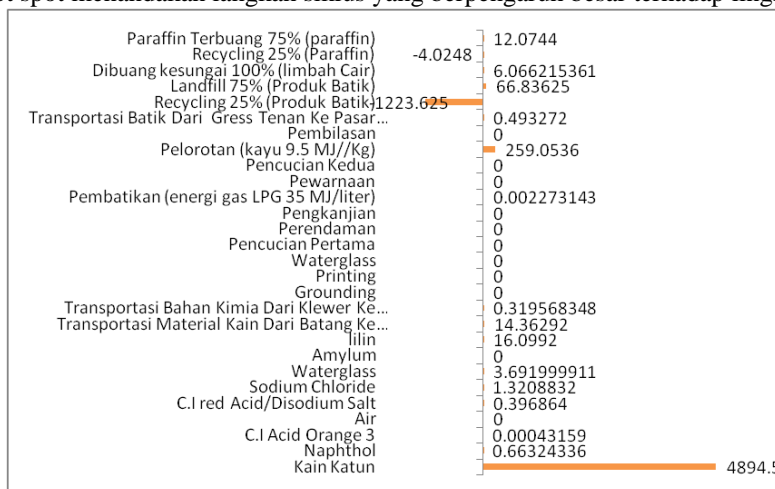 Paraffin Terbuang 75% (paraffin) 12.0744
Recycling 25% (Paraffin) -4.0248
Dibuang kesungai 100% (limbah Cair) 6.066215361
Landfill 75% (Produk Batik) 66.83625
Recycling 25% (Produk Batik) -1223.625
Transportasi Batik Dari Gress Tenan Ke Pasar... 0.493272
Pembilasan 0
Pelorotan (kayu 9.5 MJ//Kg) 259.0536
Pencucian Kedua 0
Pewarnaan 0
Pembatikan (energi gas LPG 35 MJ/liter) 0.002273143
Pengkanjian 0
Perendaman 0
Pencucian Pertama 0
Waterglass 0
Printing 0
Grounding 0
Transportasi Bahan Kimia Dari Klewer Ke... 0.319568348
Transportasi Material Kain Dari Batang Ke... 14.36292
lilin 16.0992
Amylum 0
Waterglass 3.691999911
Sodium Chloride 1.3208832
C.I red Acid/Disodium Salt 0.396864
Air 0
C.I Acid Orange 3 0.00043159
Naphthol 0.66324336
Kain Katun 4894.5